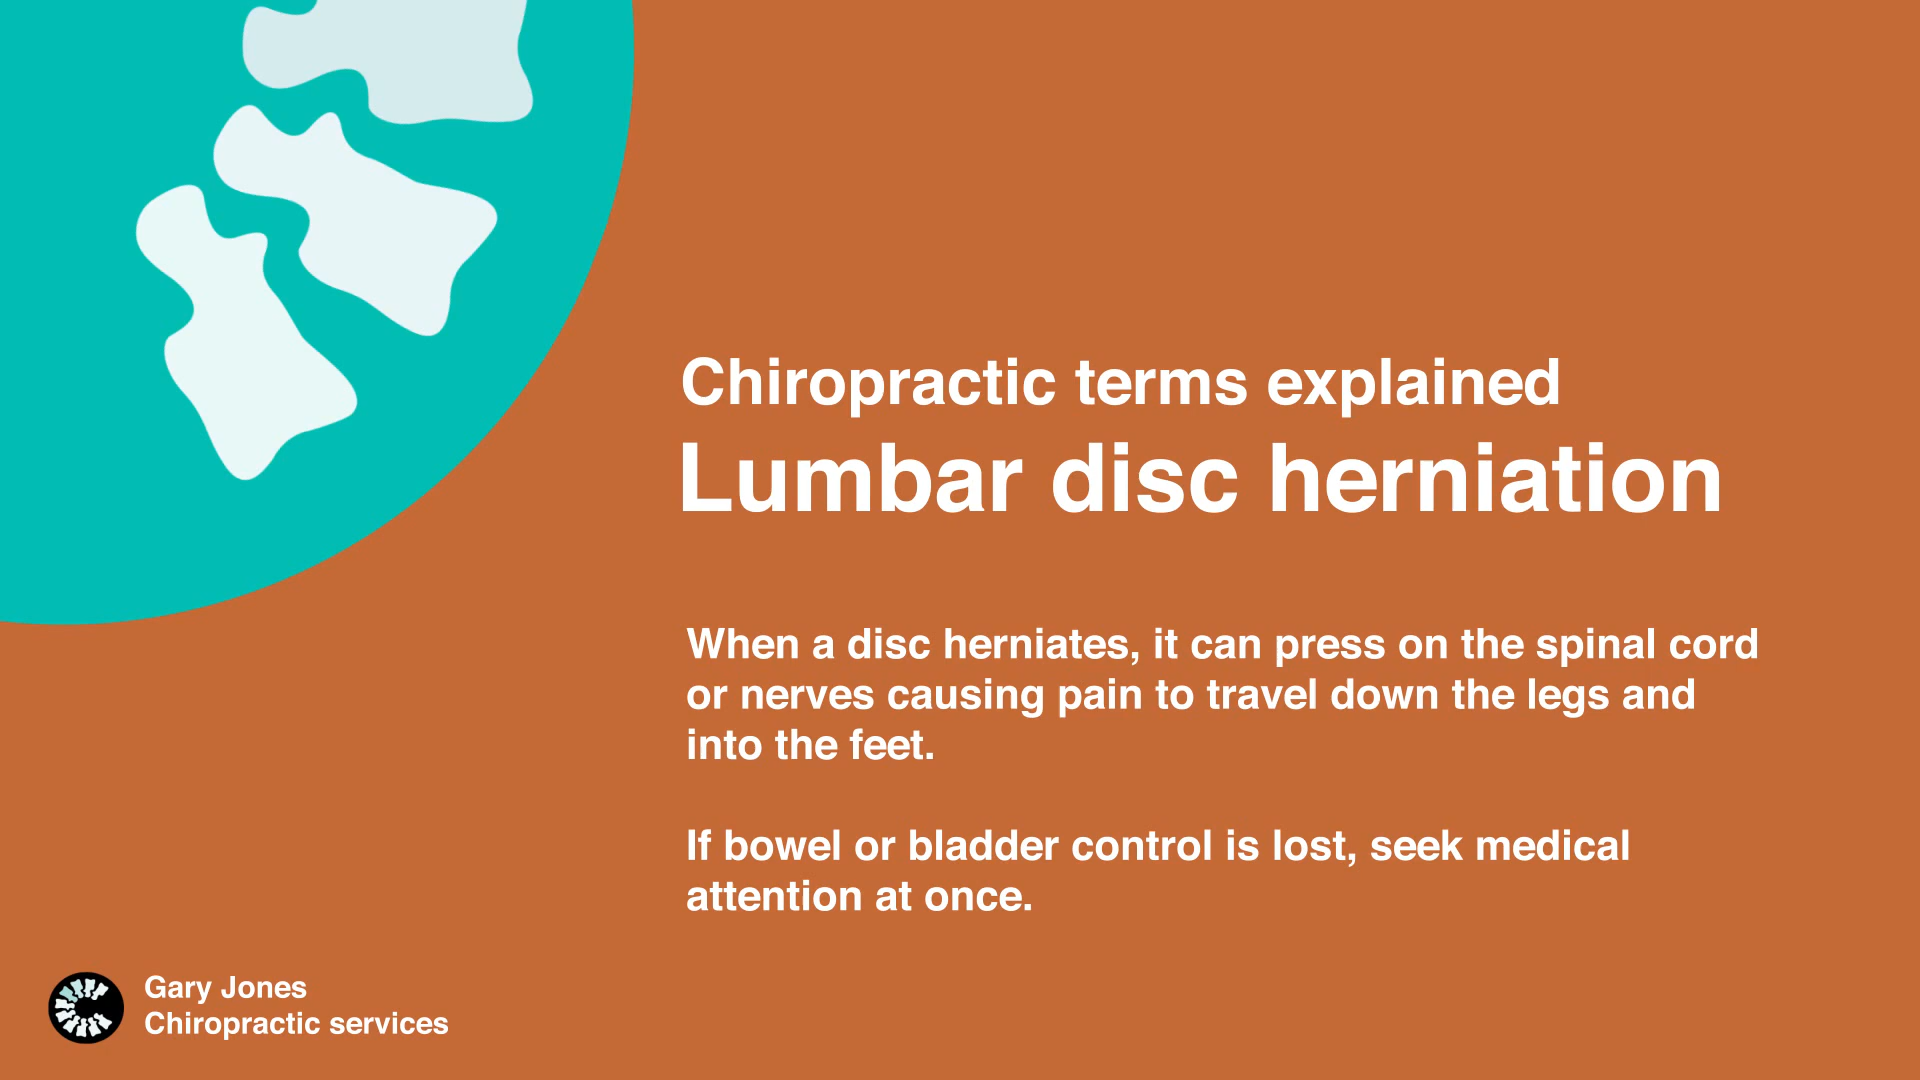 Chiropractic terms explained
Lumbar disc herniation
When a disc herniates, it can press on the spinal cord
or nerves causing pain to travel down the legs and
into the feet.
If bowel or bladder control is lost, seek medical
attention at once.
Gary Jones
Chiropractic services